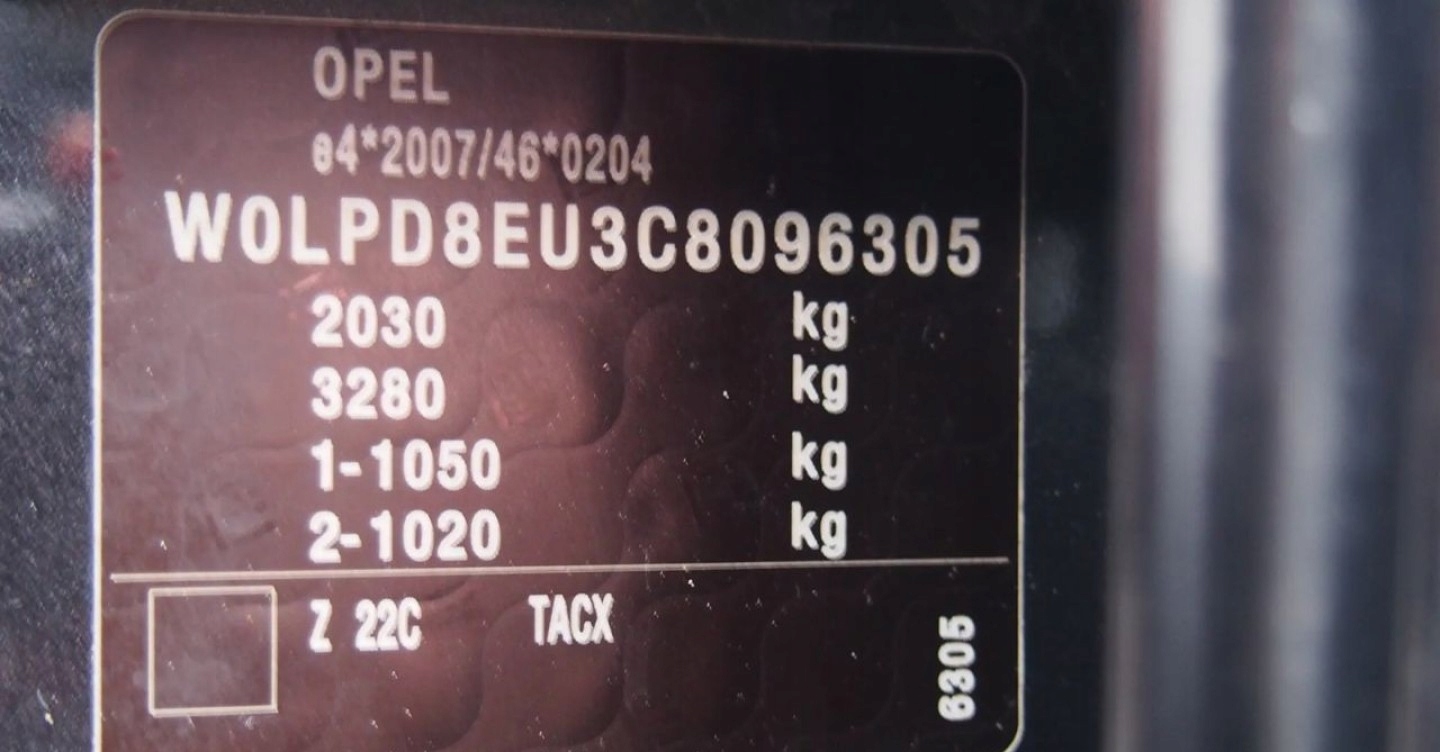 OPEL
e4*2007/46*0204
W0LPD8EU3C8096305
2030 kg
3280 kg
1-1050 kg
2-1020 kg
Z 22C TACX
6305